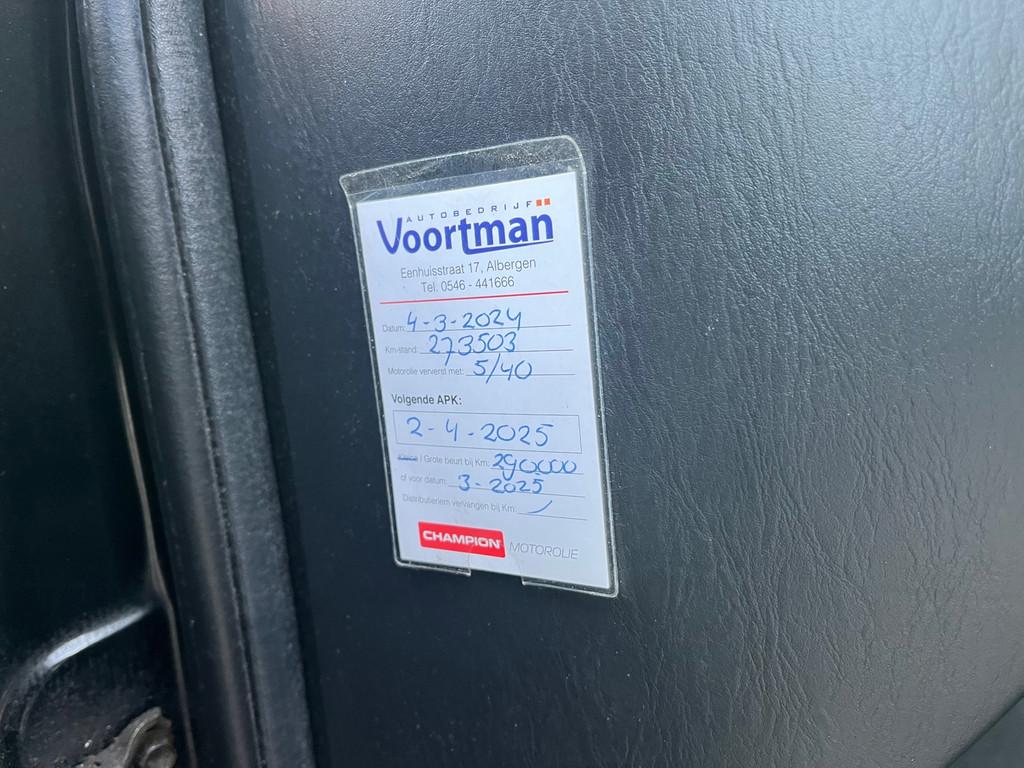 AUTOBEDRIJF
Voortman
Eenhuisstraat 17, Albergen
Tel. 0546 - 441666
Datum: 4-3-2024
Km-stand: 273503
Motorolie ververst met: 5/40
Volgende APK:
2-4-2025
/ Grote beurt bij Km: 290000
of voor datum: 3-2025
Distributieriem vervangen bij Km: /
CHAMPION MOTOROLIE